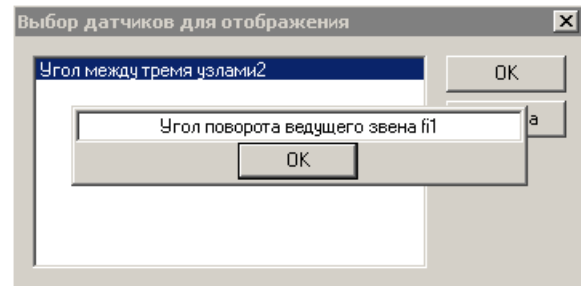 Выбор датчиков для отображения
Угол между тремя узлами2
OK
Угол поворота ведущего звена fi1
OK